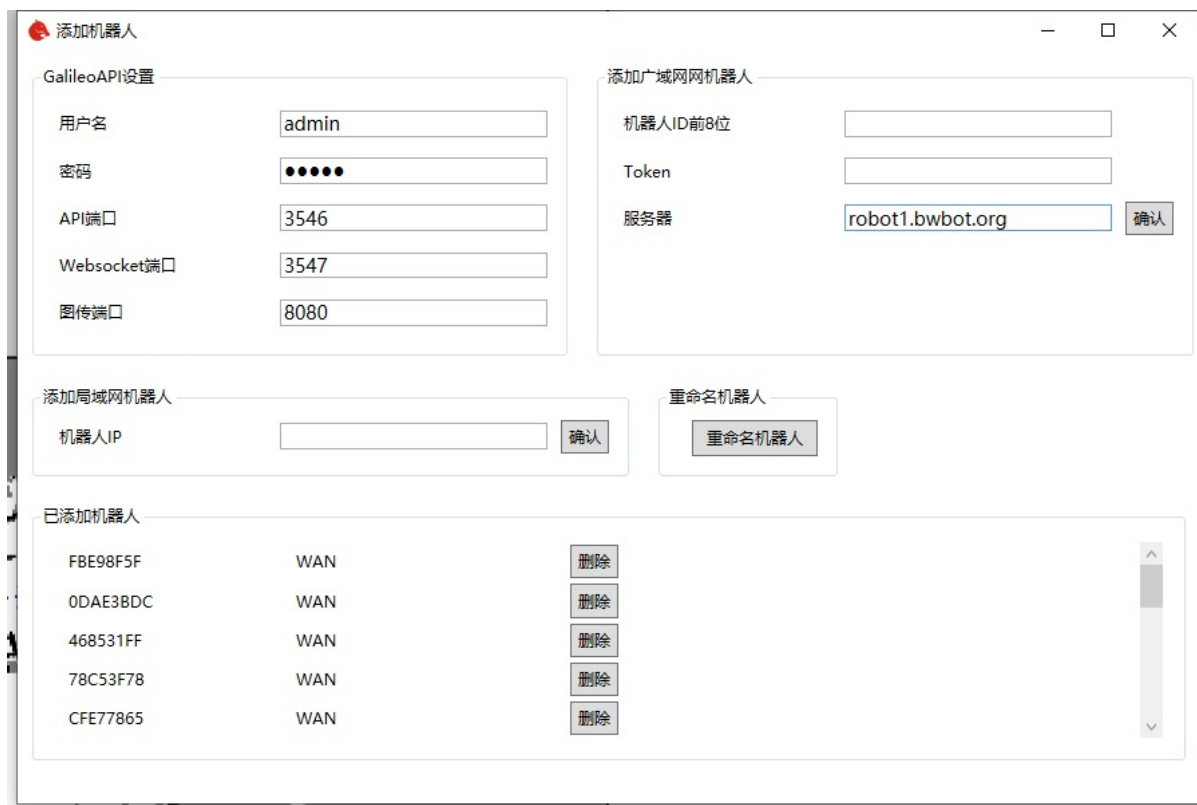 添加机器人
GalileoAPI设置
用户名 admin
密码 ●●●●●
API端口 3546
Websocket端口 3547
图传端口 8080
添加广域网网机器人
机器人ID前8位
Token
服务器 robot1.bwbot.org 确认
添加局域网机器人
机器人IP 确认
重命名机器人
重命名机器人
已添加机器人
FBE98F5F WAN 删除
0DAE3BDC WAN 删除
468531FF WAN 删除
78C53F78 WAN 删除
CFE77865 WAN 删除